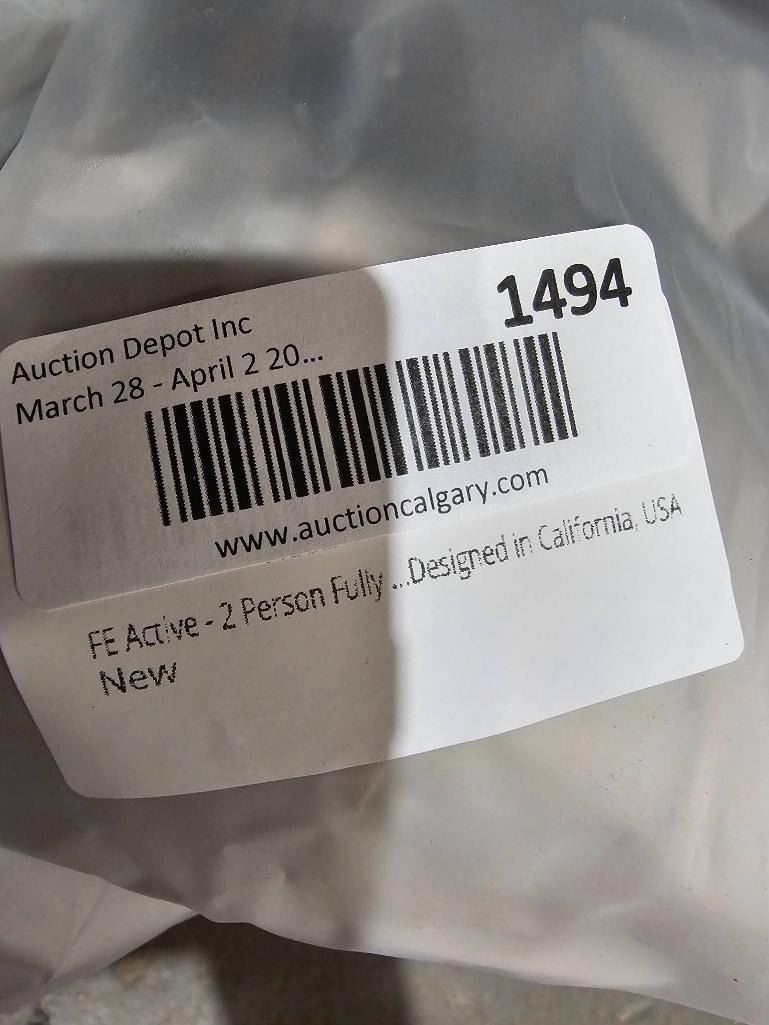 1494
Auction Depot Inc
March 28 - April 2 20...
www.auctioncalgary.com
FE Active - 2 Person Fully ...Designed in California, USA
New